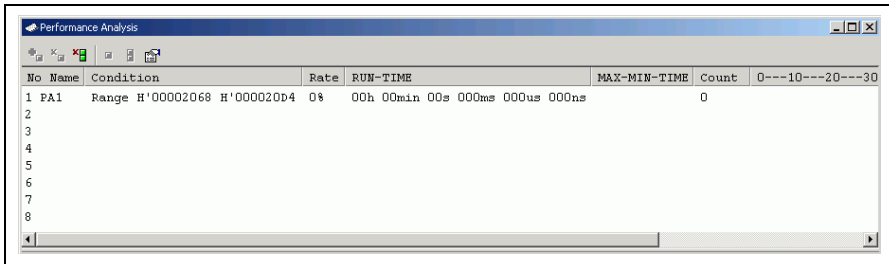 Performance Analysis
No Name Condition Rate RUN-TIME MAX-MIN-TIME Count 0---10---20---30
1 PA1 Range H'00002068 H'000020D4 0% 00h 00min 00s 000ms 000us 000ns 0
2
3
4
5
6
7
8